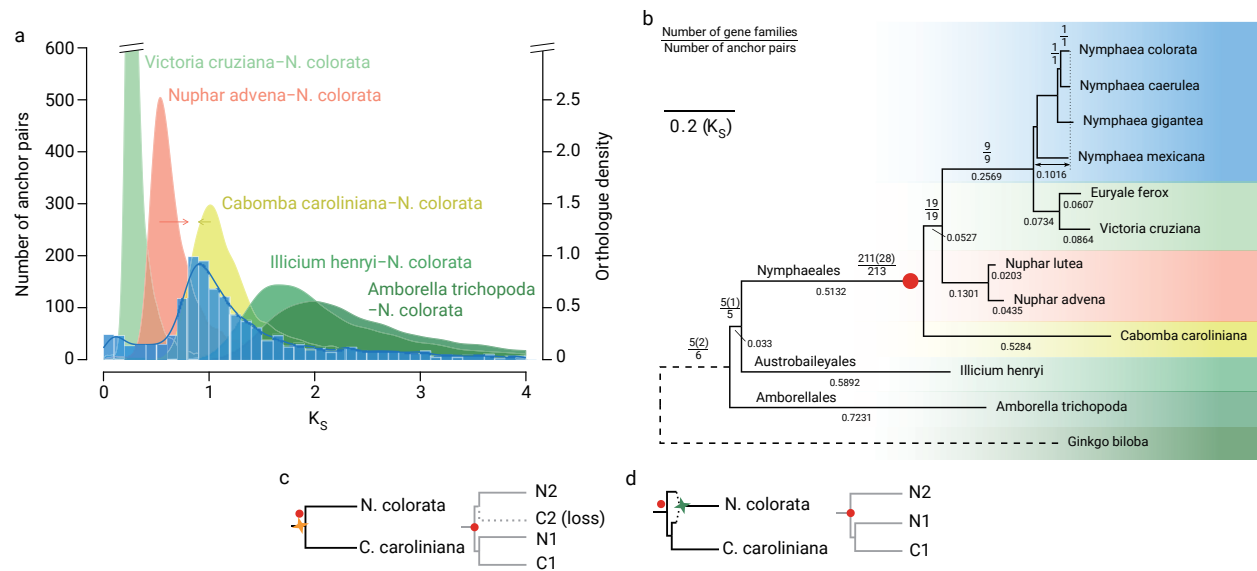 a
600
500
400
300
200
100
0
Number of anchor pairs
Victoria cruziana–N. colorata
Nuphar advena–N. colorata
Cabomba caroliniana–N. colorata
Illicium henryi–N. colorata
Amborella trichopoda
–N. colorata
2.5
2.0
1.5
1.0
0.5
0
Orthologue density
0
1
2
3
4
K_S
b
Number of gene families
Number of anchor pairs
0.2 (K_S)
1
1
1
1
Nymphaea colorata
Nymphaea caerulea
Nymphaea gigantea
Nymphaea mexicana
9
9
0.2569
0.1016
Euryale ferox
0.0607
0.0734
Victoria cruziana
0.0864
19
19
0.0527
Nuphar lutea
0.0203
0.1301
Nuphar advena
0.0435
Nymphaeales
211(28)
213
0.5132
Cabomba caroliniana
0.5284
5(1)
5
0.033
5(2)
6
Austrobaileyales
0.5892
Illicium henryi
Amborellales
0.7231
Amborella trichopoda
Ginkgo biloba
c
N. colorata
C. caroliniana
N2
C2 (loss)
N1
C1
d
N. colorata
C. caroliniana
N2
N1
C1